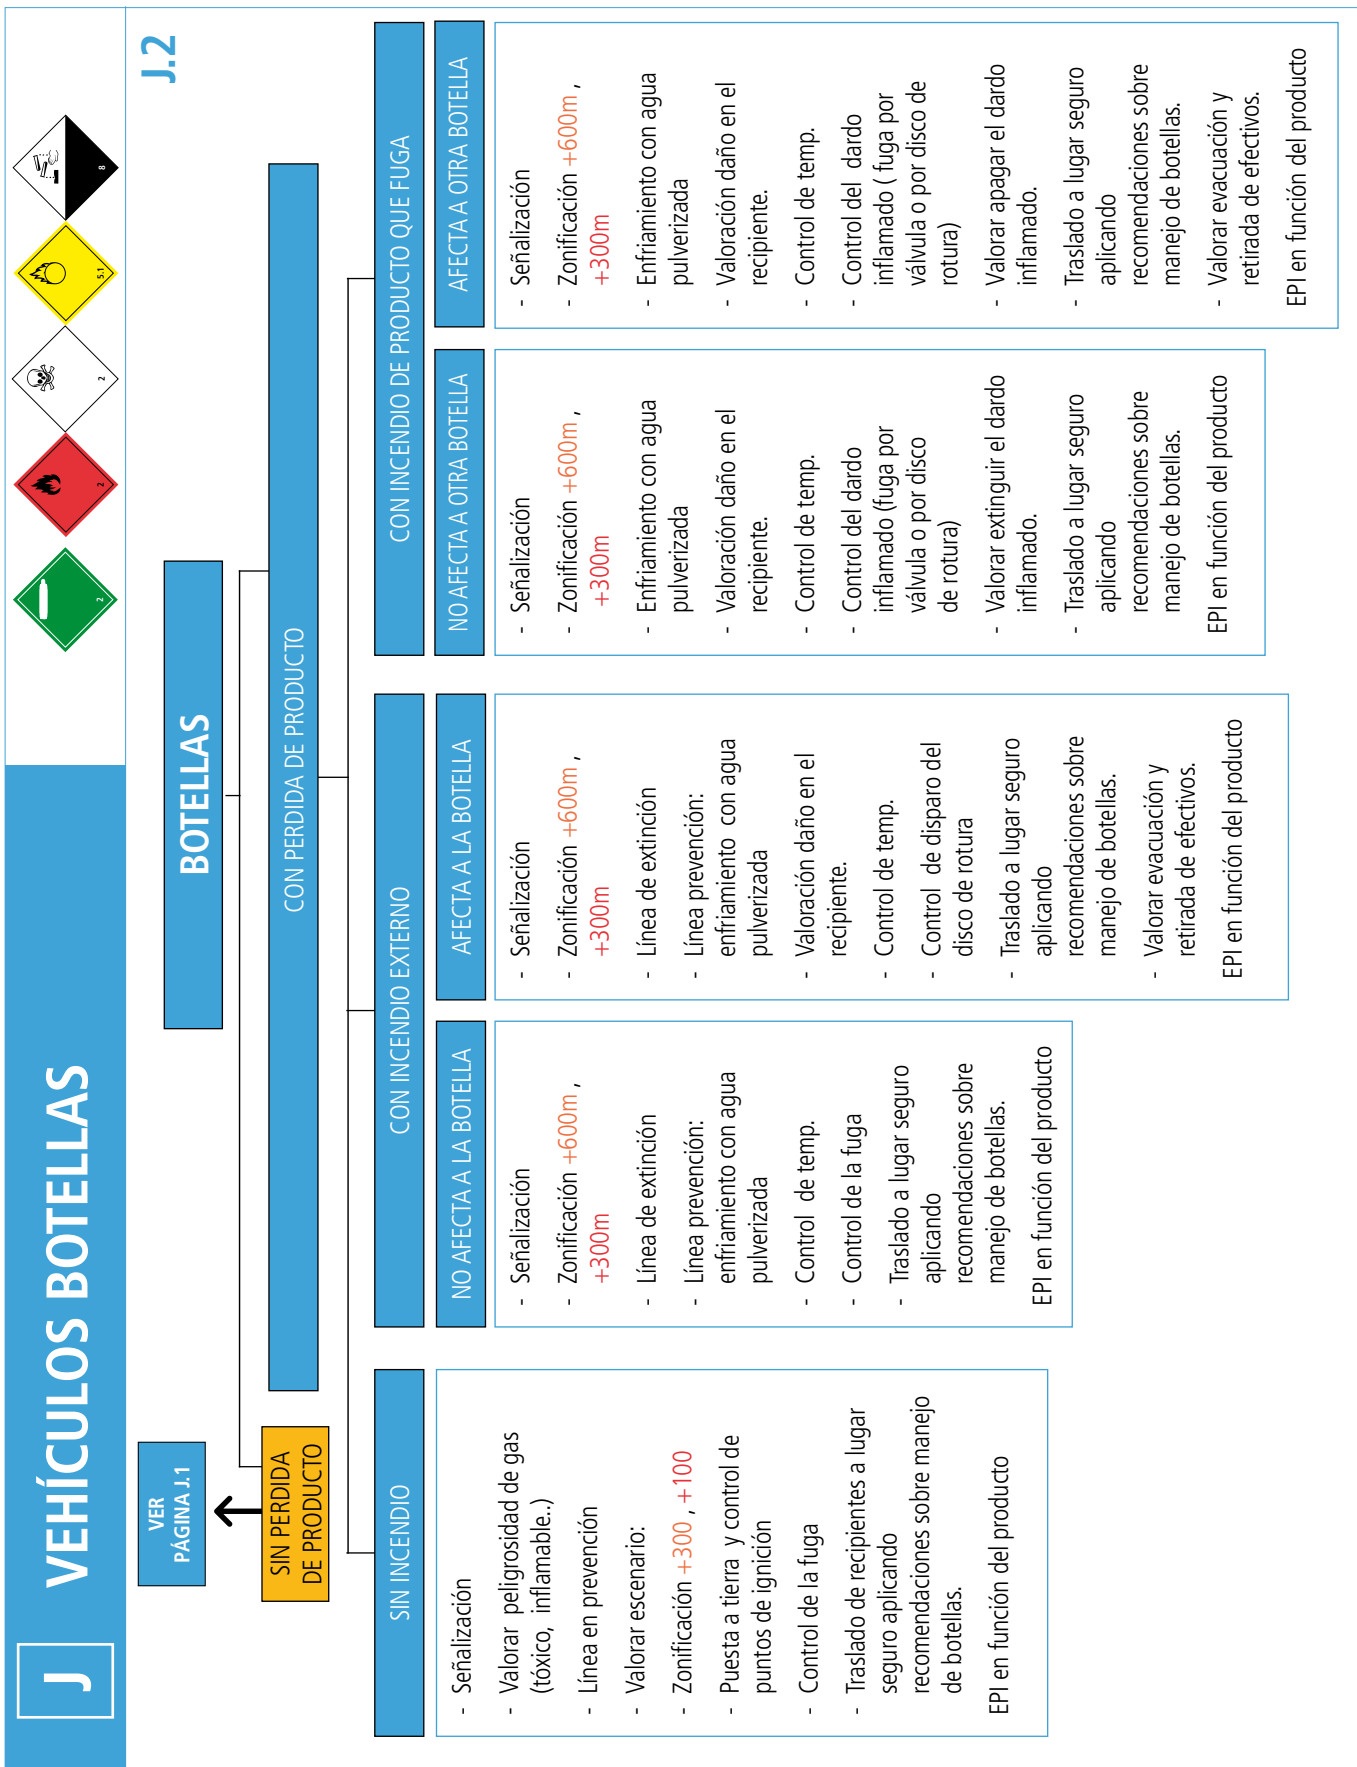 J
VEHÍCULOS BOTELLAS
2
2
2
5.1
8
J.2
VER
PÁGINA J.1
BOTELLAS
SIN PERDIDA
DE PRODUCTO
CON PERDIDA DE PRODUCTO
SIN INCENDIO
CON INCENDIO EXTERNO
CON INCENDIO DE PRODUCTO QUE FUGA
- Señalización
- Valorar peligrosidad de gas
(tóxico, inflamable..)
- Línea en prevención
- Valorar escenario:
- Zonificación +300 , +100
- Puesta a tierra y control de
puntos de ignición
- Control de la fuga
- Traslado de recipientes a lugar
seguro aplicando
recomendaciones sobre manejo
de botellas.
EPI en función del producto
NO AFECTA A LA BOTELLA
- Señalización
- Zonificación +600m ,
+300m
- Línea de extinción
- Línea prevención:
enfriamiento con agua
pulverizada
- Control de temp.
- Control de la fuga
- Traslado a lugar seguro
aplicando
recomendaciones sobre
manejo de botellas.
EPI en función del producto
AFECTA A LA BOTELLA
- Señalización
- Zonificación +600m ,
+300m
- Línea de extinción
- Línea prevención:
enfriamiento con agua
pulverizada
- Valoración daño en el
recipiente.
- Control de temp.
- Control de disparo del
disco de rotura
- Traslado a lugar seguro
aplicando
recomendaciones sobre
manejo de botellas.
- Valorar evacuación y
retirada de efectivos.
EPI en función del producto
NO AFECTA A OTRA BOTELLA
- Señalización
- Zonificación +600m ,
+300m
- Enfriamiento con agua
pulverizada
- Valoración daño en el
recipiente.
- Control de temp.
- Control del dardo
inflamado (fuga por
válvula o por disco
de rotura)
- Valorar extinguir el dardo
inflamado.
- Traslado a lugar seguro
aplicando
recomendaciones sobre
manejo de botellas.
EPI en función del producto
AFECTA A OTRA BOTELLA
- Señalización
- Zonificación +600m ,
+300m
- Enfriamiento con agua
pulverizada
- Valoración daño en el
recipiente.
- Control de temp.
- Control del dardo
inflamado ( fuga por
válvula o por disco de
rotura)
- Valorar apagar el dardo
inflamado.
- Traslado a lugar seguro
aplicando
recomendaciones sobre
manejo de botellas.
- Valorar evacuación y
retirada de efectivos.
EPI en función del producto